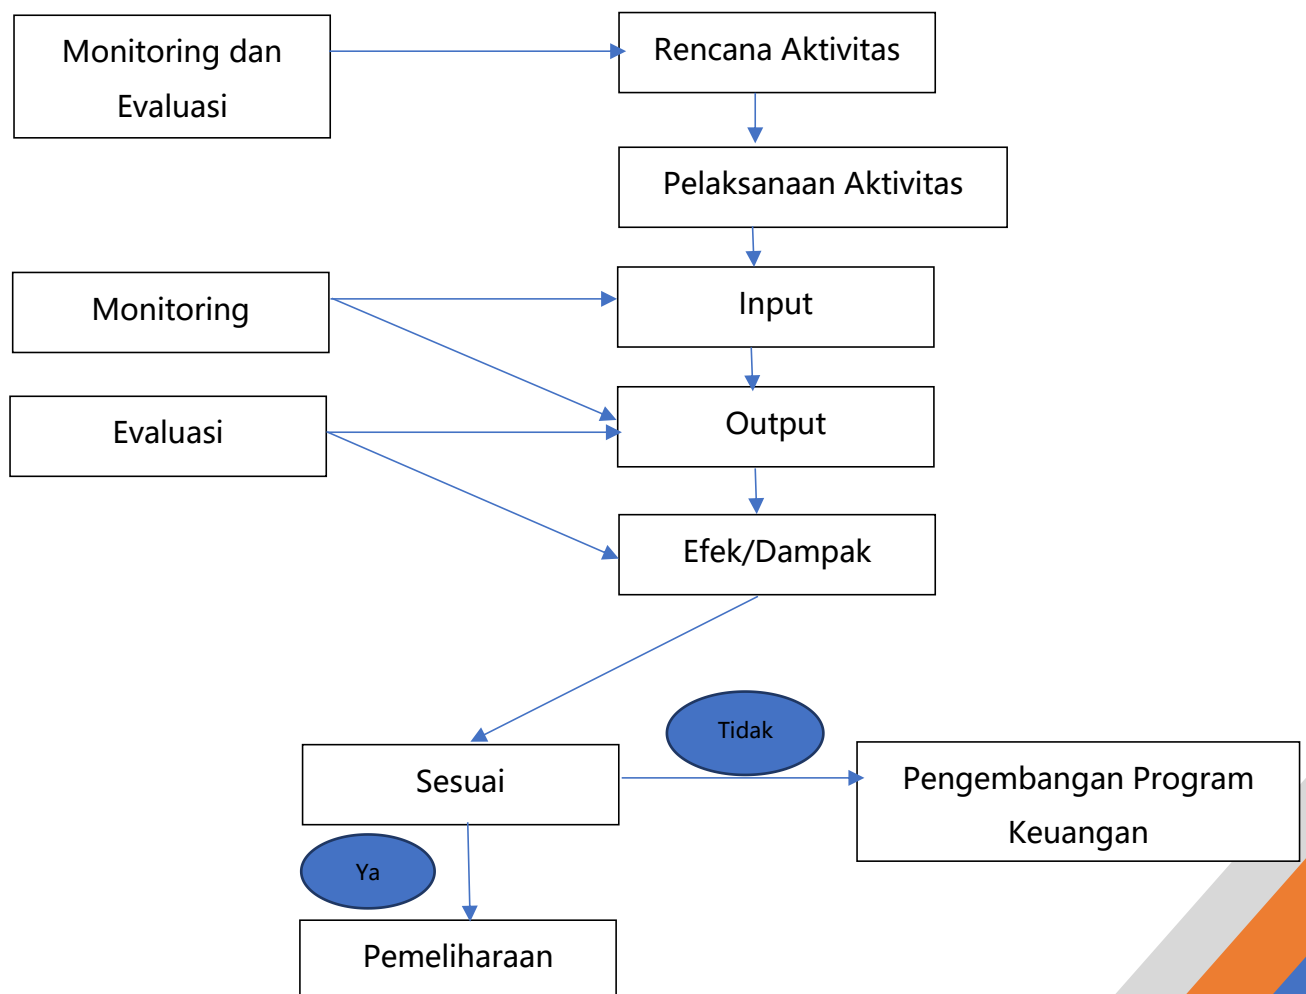 Monitoring dan
Evaluasi
Rencana Aktivitas
Pelaksanaan Aktivitas
Monitoring
Input
Evaluasi
Output
Efek/Dampak
Tidak
Sesuai
Pengembangan Program
Keuangan
Ya
Pemeliharaan